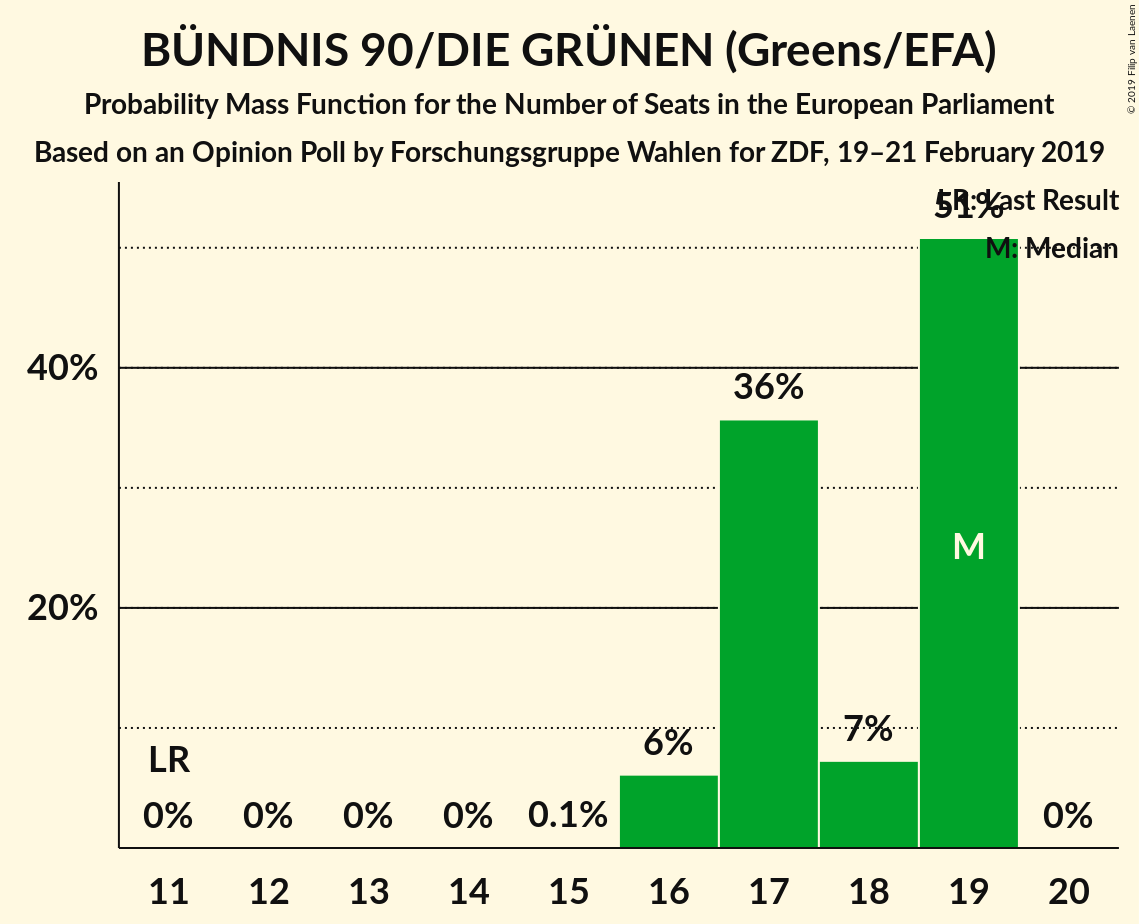 BÜNDNIS 90/DIE GRÜNEN (Greens/EFA)
Probability Mass Function for the Number of Seats in the European Parliament
Based on an Opinion Poll by Forschungsgruppe Wahlen for ZDF, 19–21 February 2019
© 2019 Filip van Laenen
LR: Last Result
M: Median
51%
40%
36%
M
20%
7%
6%
LR
0% 0% 0% 0% 0.1% 0%
11 12 13 14 15 16 17 18 19 20